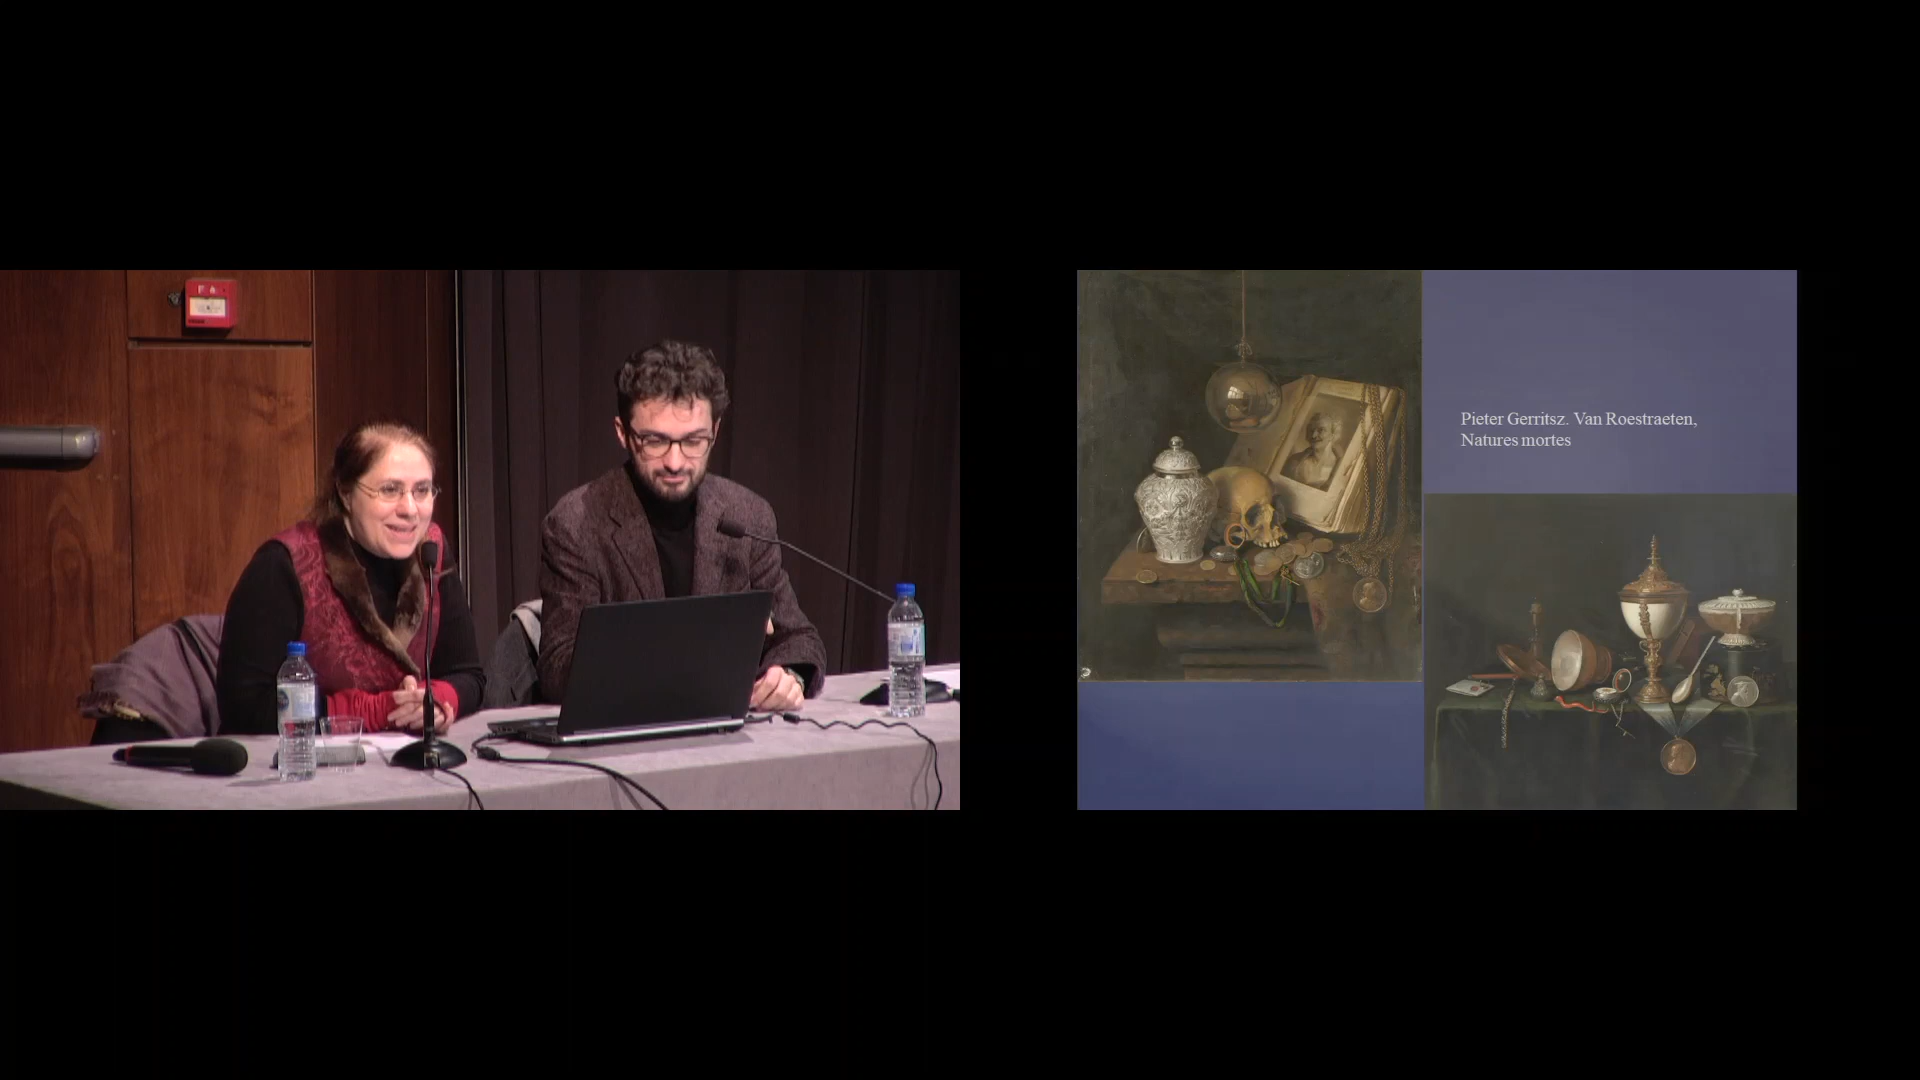 Pieter Gerritsz. Van Roestraeten,
Natures mortes